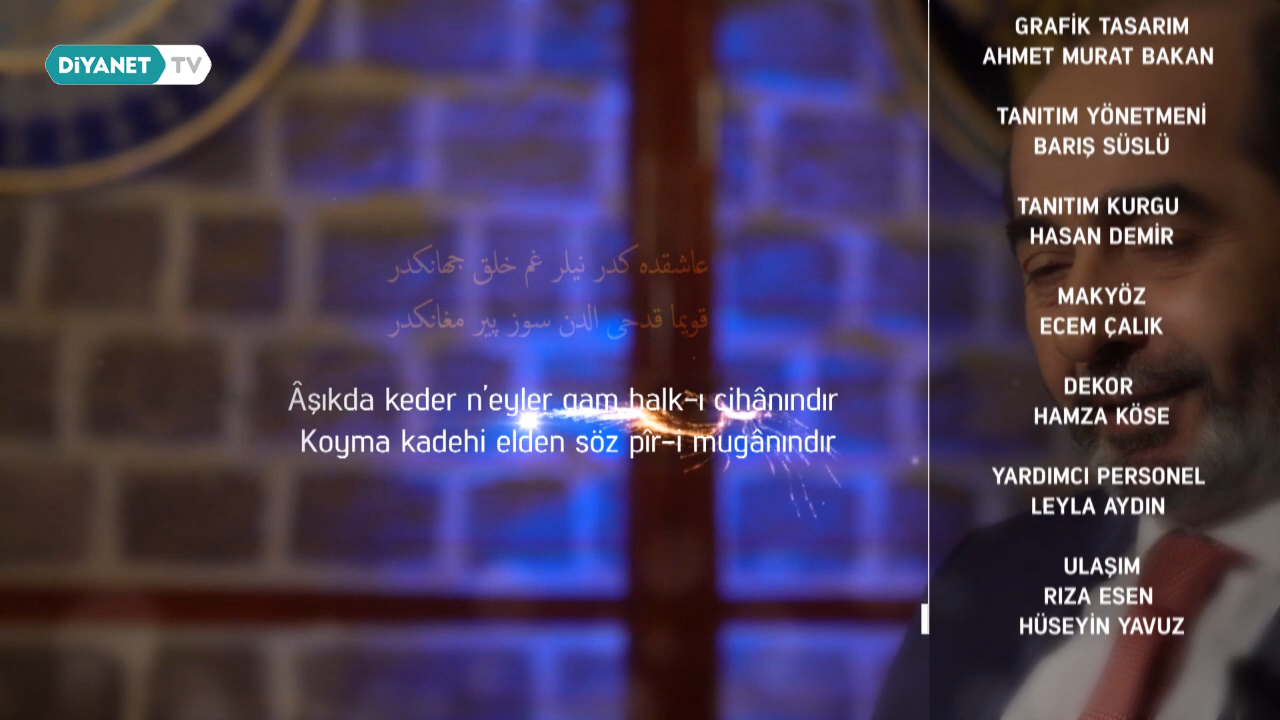 DİYANET TV
عاشقده كدر نيلر غم خلق جهانكدر
قويما قدحى الدن سوز پير مغانكدر
Âşıkda keder n'eyler gam halk-ı cihânındır
Koyma kadehi elden söz pîr-i mugânındır
GRAFİK TASARIM
AHMET MURAT BAKAN
TANITIM YÖNETMENİ
BARIŞ SÜSLÜ
TANITIM KURGU
HASAN DEMİR
MAKYÖZ
ECEM ÇALIK
DEKOR
HAMZA KÖSE
YARDIMCI PERSONEL
LEYLA AYDIN
ULAŞIM
RIZA ESEN
HÜSEYİN YAVUZ